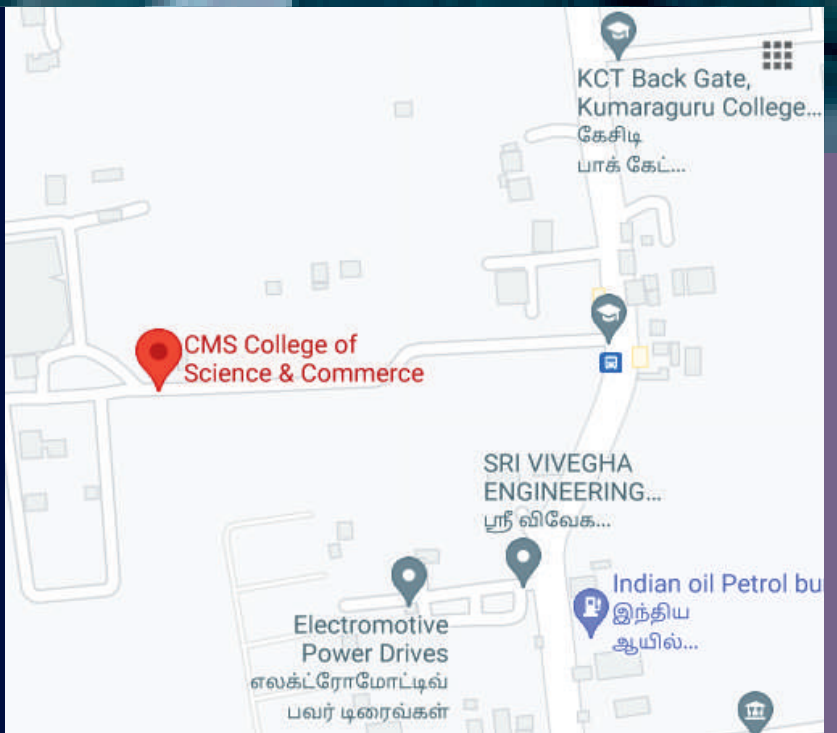 KCT Back Gate,
Kumaraguru College...
கேசிடி
பாக் கேட்...
CMS College of
Science & Commerce
SRI VIVEGHA
ENGINEERING...
ஸ்ரீ விவேக...
Indian oil Petrol bu
இந்திய
ஆயில்...
Electromotive
Power Drives
எலக்ட்ரோமோட்டிவ்
பவர் டிரைவ்கள்